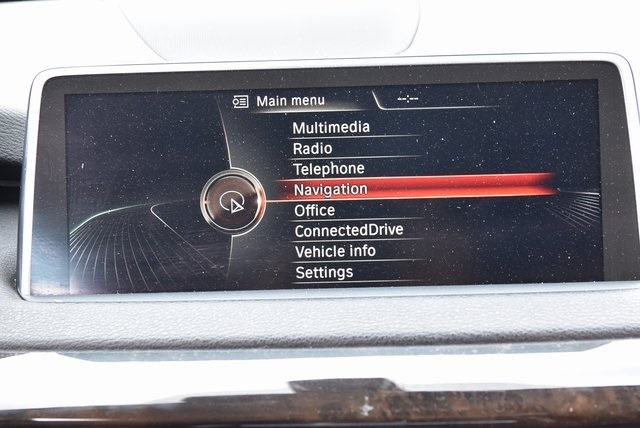 Main menu
--:--
Multimedia
Radio
Telephone
Navigation
Office
ConnectedDrive
Vehicle info
Settings